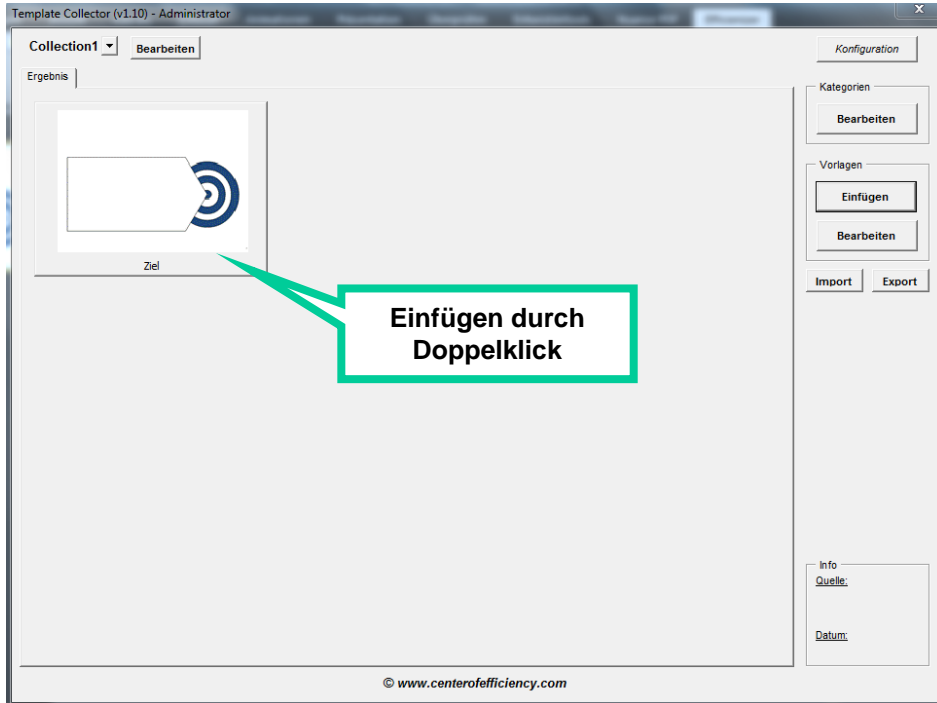 Template Collector (v1.10) - Administrator
x
Collection1
Bearbeiten
Konfiguration
Ergebnis
Kategorien
Bearbeiten
Vorlagen
Einfügen
Bearbeiten
Import
Export
Ziel
Einfügen durch
Doppelklick
Info
Quelle:
Datum:
© www.centerofefficiency.com